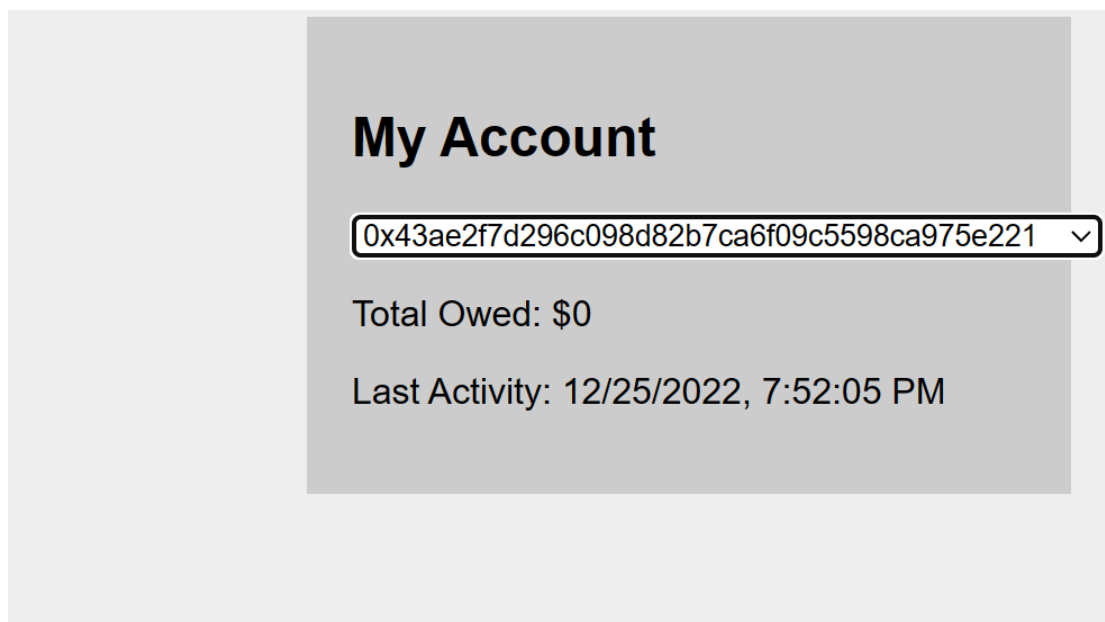 My Account
0x43ae2f7d296c098d82b7ca6f09c5598ca975e221
Total Owed: $0
Last Activity: 12/25/2022, 7:52:05 PM